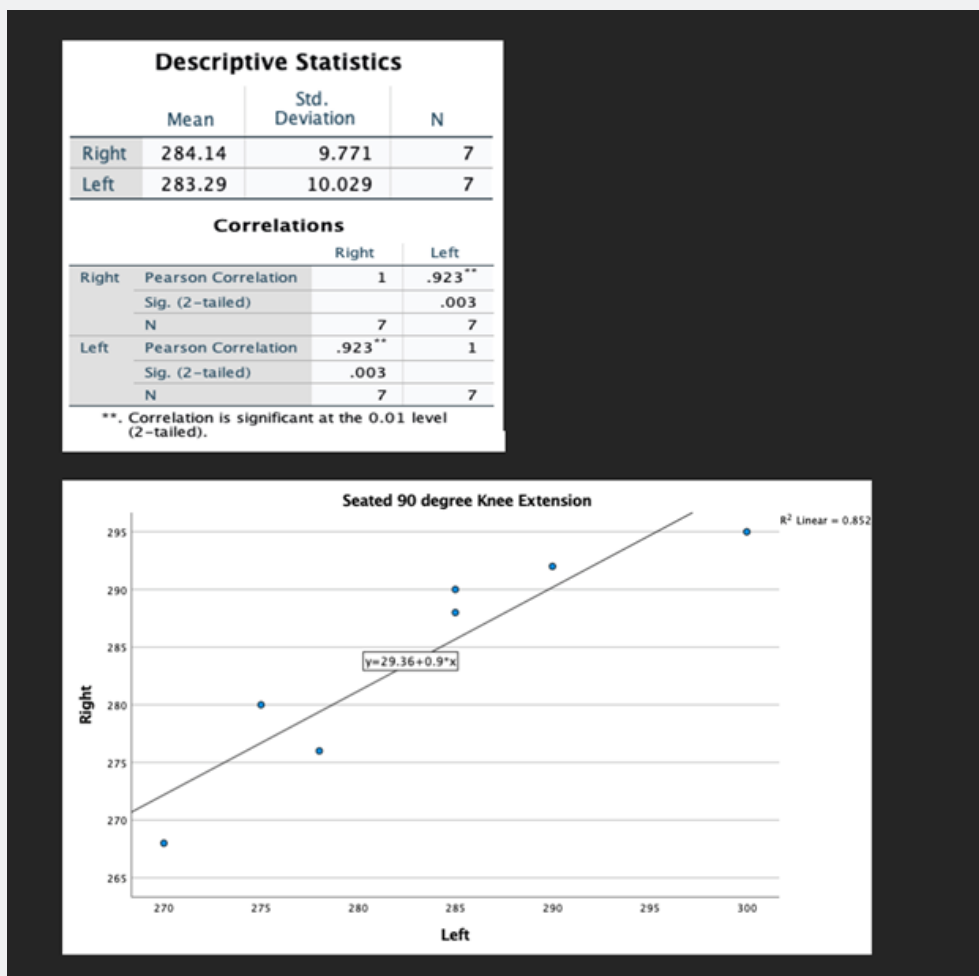 Descriptive Statistics
Mean Std. Deviation N
Right 284.14 9.771 7
Left 283.29 10.029 7
Correlations
Right Left
Right Pearson Correlation 1 .923**
Sig. (2-tailed) .003
N 7 7
Left Pearson Correlation .923** 1
Sig. (2-tailed) .003
N 7 7
**. Correlation is significant at the 0.01 level
(2-tailed).
Seated 90 degree Knee Extension
R² Linear = 0.852
295
290
285
y=29.36+0.9*x
280
275
270
265
Right
270 275 280 285 290 295 300
Left